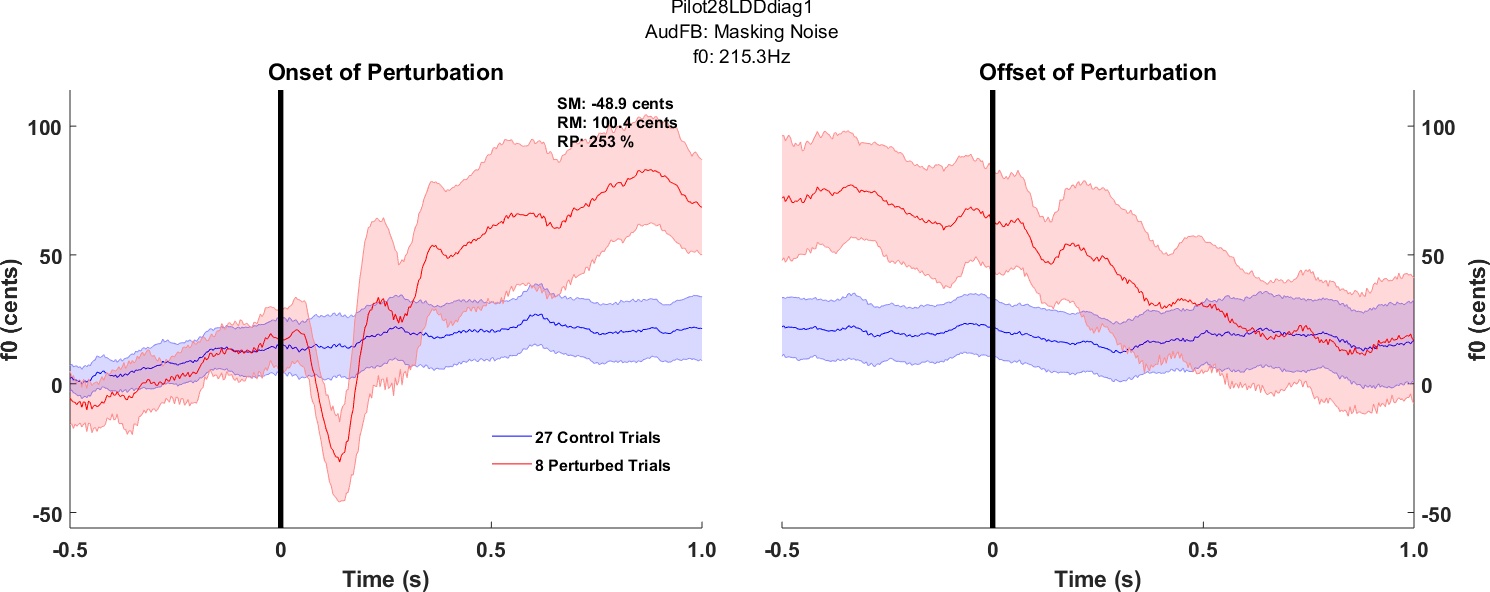 Pilot28LDDdiag1
AudFB: Masking Noise
f0: 215.3Hz
Onset of Perturbation
Offset of Perturbation
SM: -48.9 cents
RM: 100.4 cents
RP: 253 %
100
50
0
-50
f0 (cents)
27 Control Trials
8 Perturbed Trials
-0.5
0
0.5
1.0
Time (s)
100
50
0
-50
f0 (cents)
-0.5
0
0.5
1.0
Time (s)